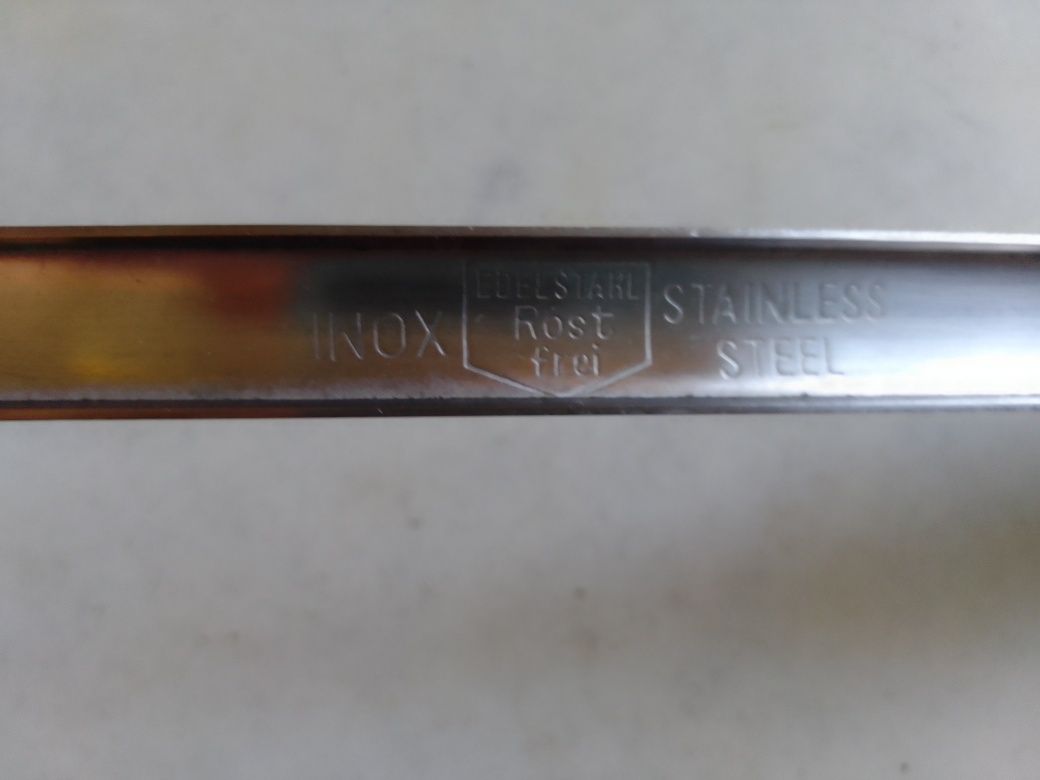 INOX
EDELSTAHL
Rost
frei
STAINLESS
STEEL